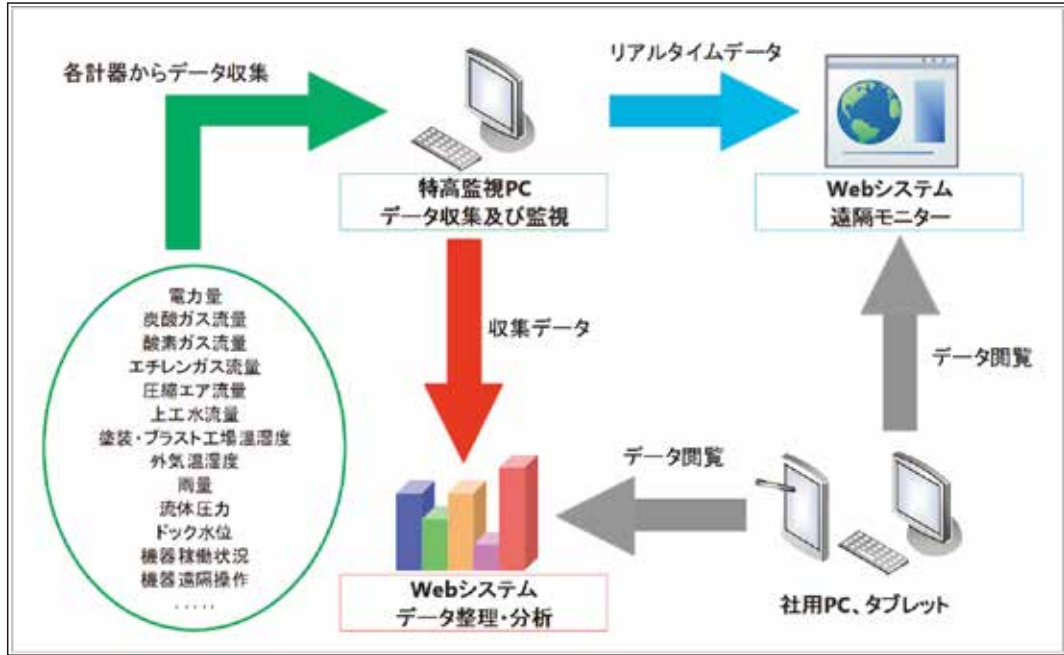 各計器からデータ収集
リアルタイムデータ
特高監視PC
データ収集及び監視
Webシステム
遠隔モニター
電力量
炭酸ガス流量
酸素ガス流量
エチレンガス流量
圧縮エア流量
上工水流量
塗装・ブラスト工場温湿度
外気温湿度
雨量
流体圧力
ドック水位
機器稼働状況
機器遠隔操作
・・・・・
収集データ
データ閲覧
データ閲覧
Webシステム
データ整理・分析
社用PC、タブレット